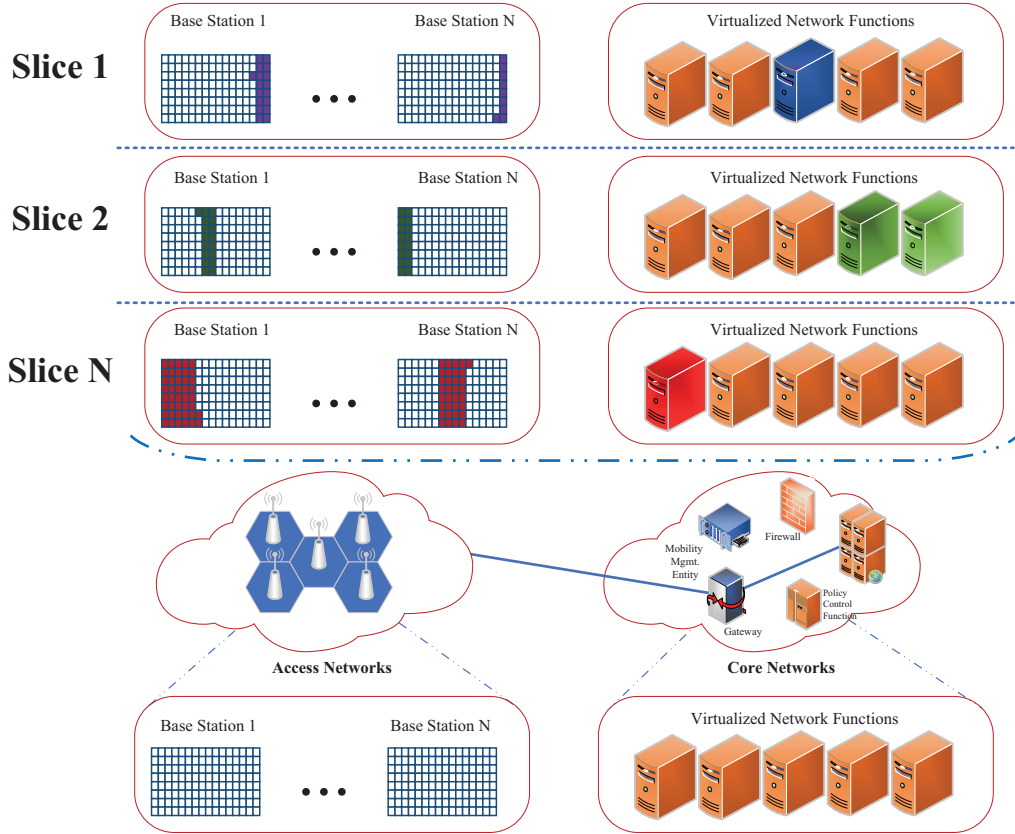 Base Station 1
Base Station N
Virtualized Network Functions
Slice 1
Base Station 1
Base Station N
Virtualized Network Functions
Slice 2
Base Station 1
Base Station N
Virtualized Network Functions
Slice N
Mobility
Mgmt.
Entity
Firewall
Gateway
Policy
Control
Function
Access Networks
Core Networks
Base Station 1
Base Station N
Virtualized Network Functions